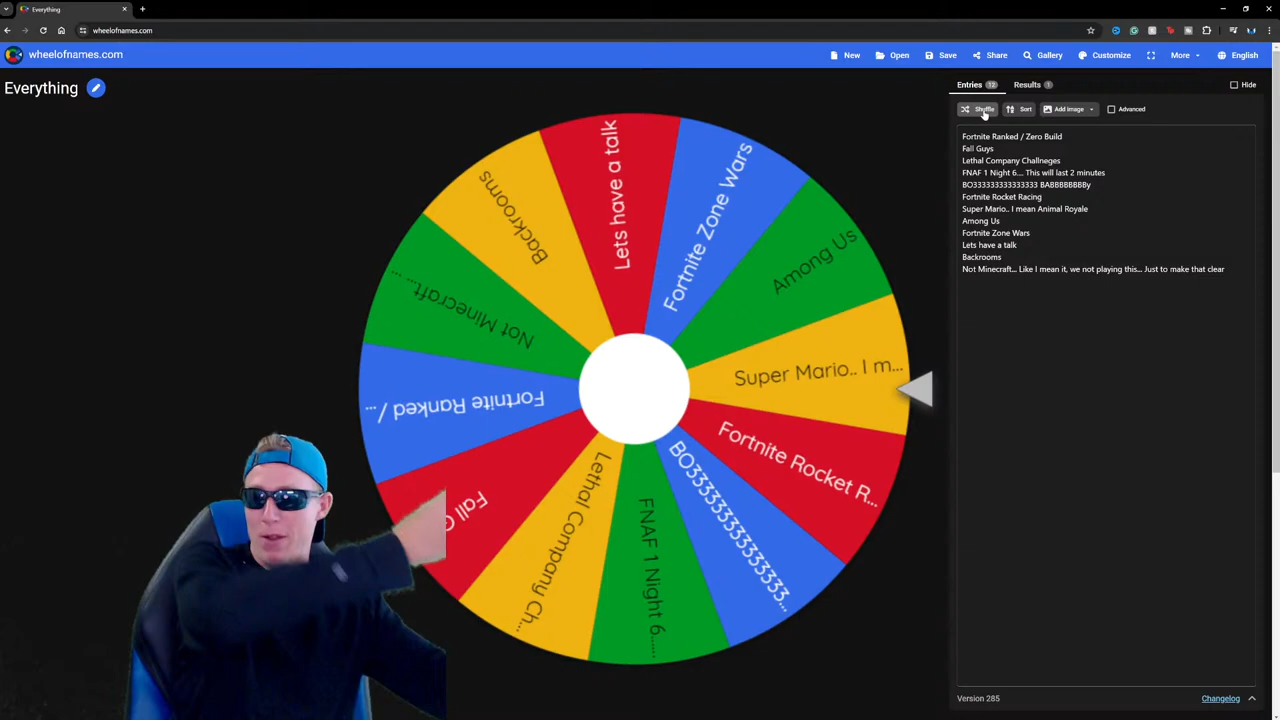 Everything
wheelofnames.com
wheelofnames.com
New
Open
Save
Share
Gallery
Customize
More
English
Everything
Entries 12
Results 1
Hide
Shuffle
Sort
Add image
Advanced
Fortnite Ranked / Zero Build
Fall Guys
Lethal Company Challneges
FNAF 1 Night 6.... This will last 2 minutes
BO333333333333333 BABBBBBBBy
Fortnite Rocket Racing
Super Mario.. I mean Animal Royale
Among Us
Fortnite Zone Wars
Lets have a talk
Backrooms
Not Minecraft... Like I mean it, we not playing this... Just to make that clear
Lets have a talk
Fortnite Zone Wars
Among Us
Super Mario.. I m...
Fortnite Rocket R...
BO33333333333333...
FNAF 1 Night 6......
Lethal Company Ch...
Fall G
Fortnite Ranked / ...
Not Minecraft... ...
Backrooms
Version 285
Changelog